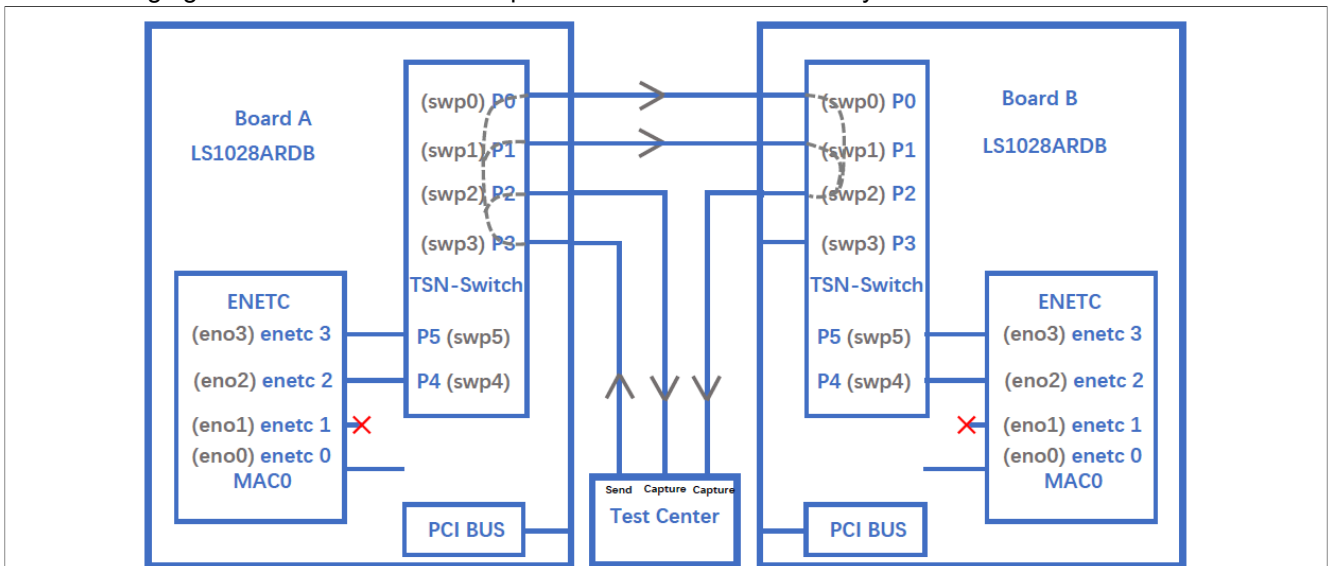 Board A
LS1028ARDB
(swp0) P0
(swp1) P1
(swp2) P2
(swp3) P3
TSN-Switch
P5 (swp5)
P4 (swp4)
ENETC
(eno3) enetc 3
(eno2) enetc 2
(eno1) enetc 1
(eno0) enetc 0
MAC0
PCI BUS
Send Capture Capture
Test Center
(swp0) P0
(swp1) P1
(swp2) P2
(swp3) P3
TSN-Switch
P5 (swp5)
P4 (swp4)
Board B
LS1028ARDB
ENETC
(eno3) enetc 3
(eno2) enetc 2
(eno1) enetc 1
(eno0) enetc 0
MAC0
PCI BUS